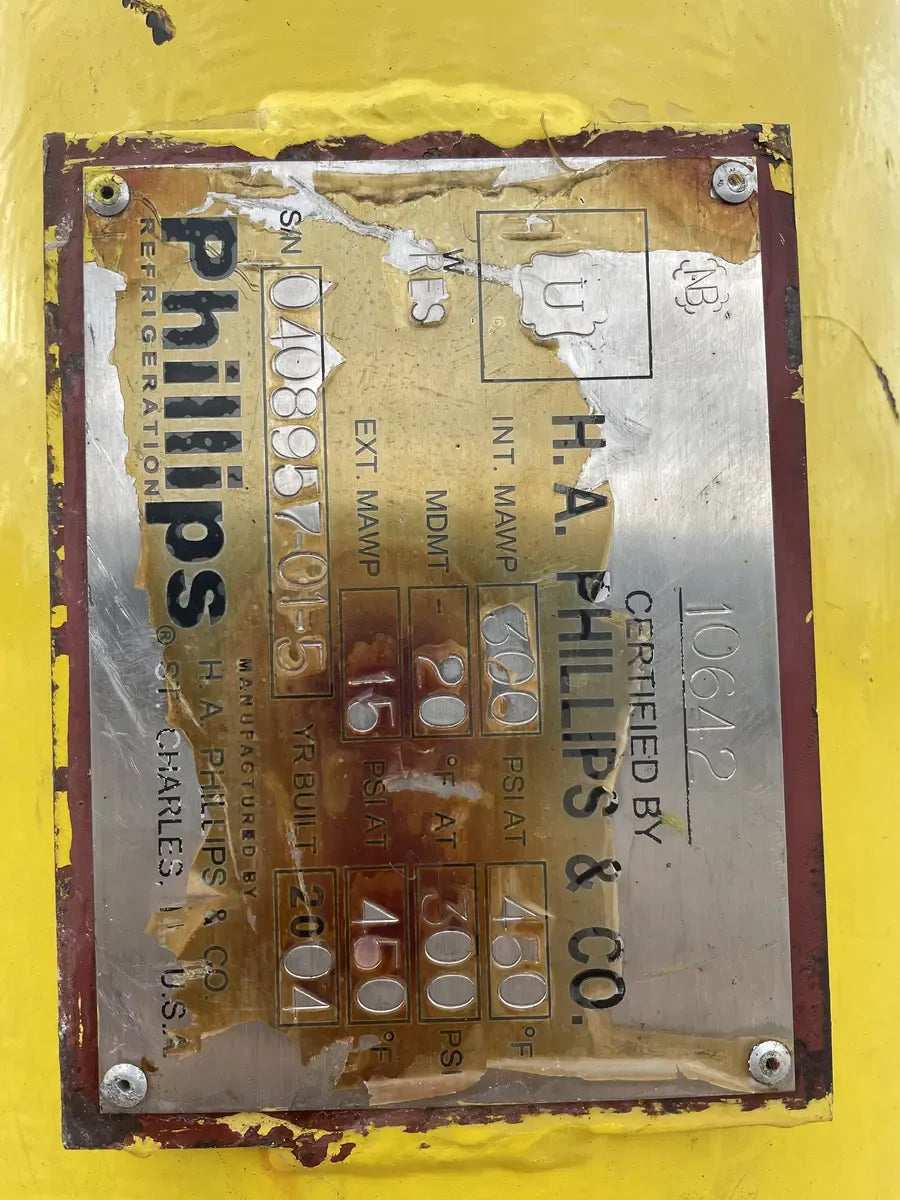 NB 10642
CERTIFIED BY
H. A. PHILLIPS & CO.
U
W
RES
INT. MAWP 300 PSI AT 450 °F
MDMT -20 °F AT 300 PSI
EXT. MAWP 15 PSI AT 450 °F
S/N 0408957-01-5 YR BUILT 2004
MANUFACTURED BY
Phillips H. A. PHILLIPS & CO.
REFRIGERATION ® ST. CHARLES, IL U.S.A.